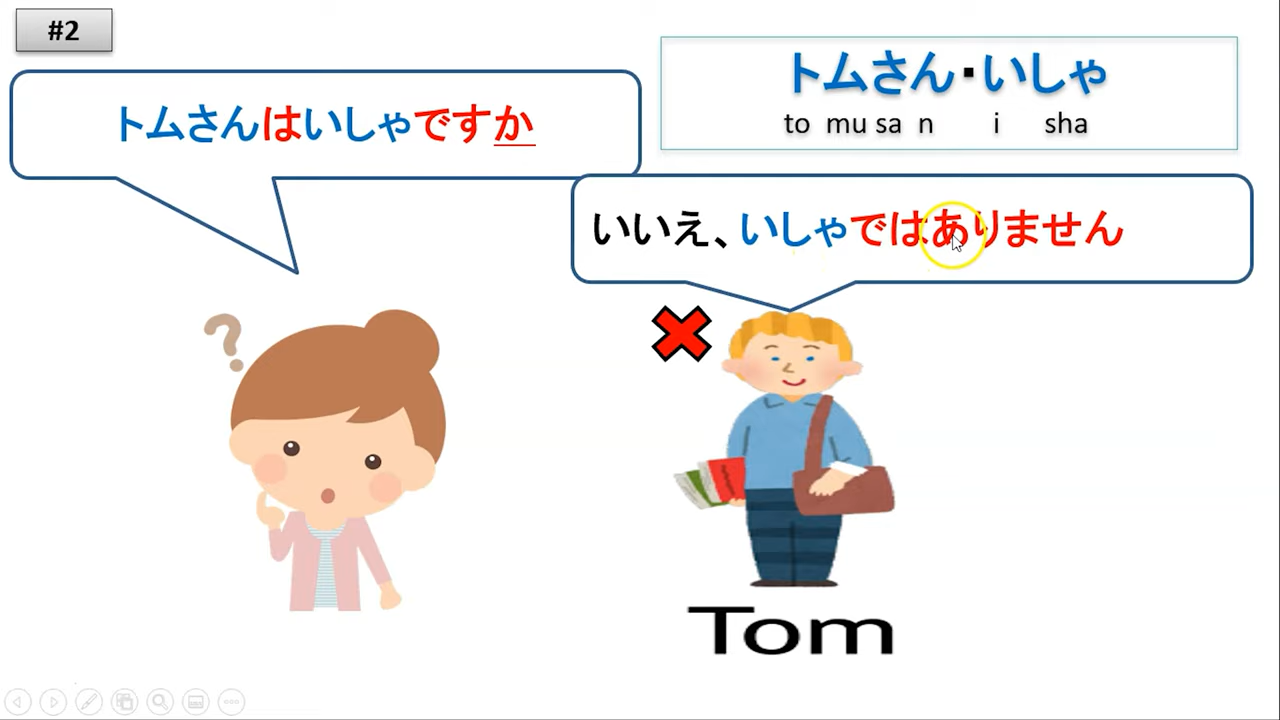 #2
トムさん・いしゃ
to mu sa n i sha
トムさんはいしゃですか
いいえ、いしゃではありません
Tom